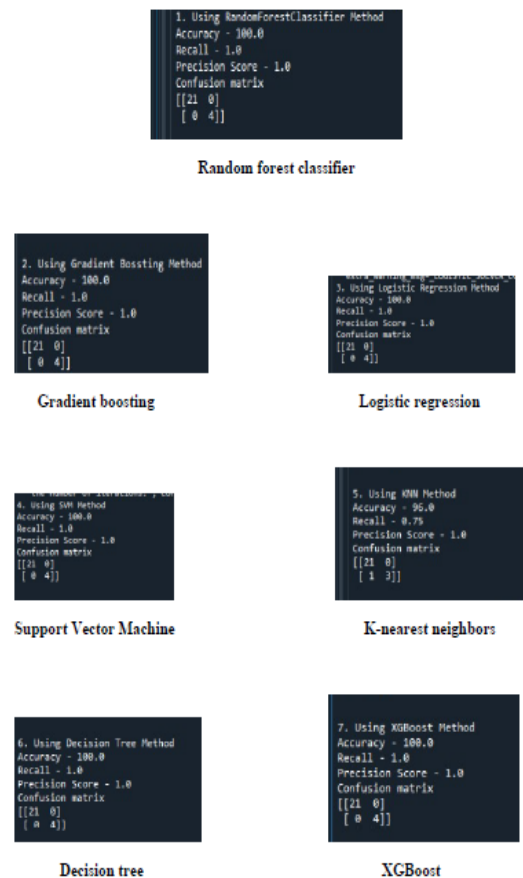 1. Using RandomForestClassifier Method
Accuracy - 100.0
Recall - 1.0
Precision Score - 1.0
Confusion matrix
[[21 0]
[ 0 4]]
Random forest classifier
2. Using Gradient Bossting Method
Accuracy - 100.0
Recall - 1.0
Precision Score - 1.0
Confusion matrix
[[21 0]
[ 0 4]]
Gradient boosting
3. Using Logistic Regression Method
Accuracy - 100.0
Recall - 1.0
Precision Score - 1.0
Confusion matrix
[[21 0]
[ 0 4]]
Logistic regression
the number of iterations.
4. Using SVM Method
Accuracy - 100.0
Recall - 1.0
Precision Score - 1.0
Confusion matrix
[[21 0]
[ 0 4]]
Support Vector Machine
5. Using KNN Method
Accuracy - 96.0
Recall - 0.75
Precision Score - 1.0
Confusion matrix
[[21 0]
[ 1 3]]
K-nearest neighbors
6. Using Decision Tree Method
Accuracy - 100.0
Recall - 1.0
Precision Score - 1.0
Confusion matrix
[[21 0]
[ 0 4]]
Decision tree
7. Using XGBoost Method
Accuracy - 100.0
Recall - 1.0
Precision Score - 1.0
Confusion matrix
[[21 0]
[ 0 4]]
XGBoost